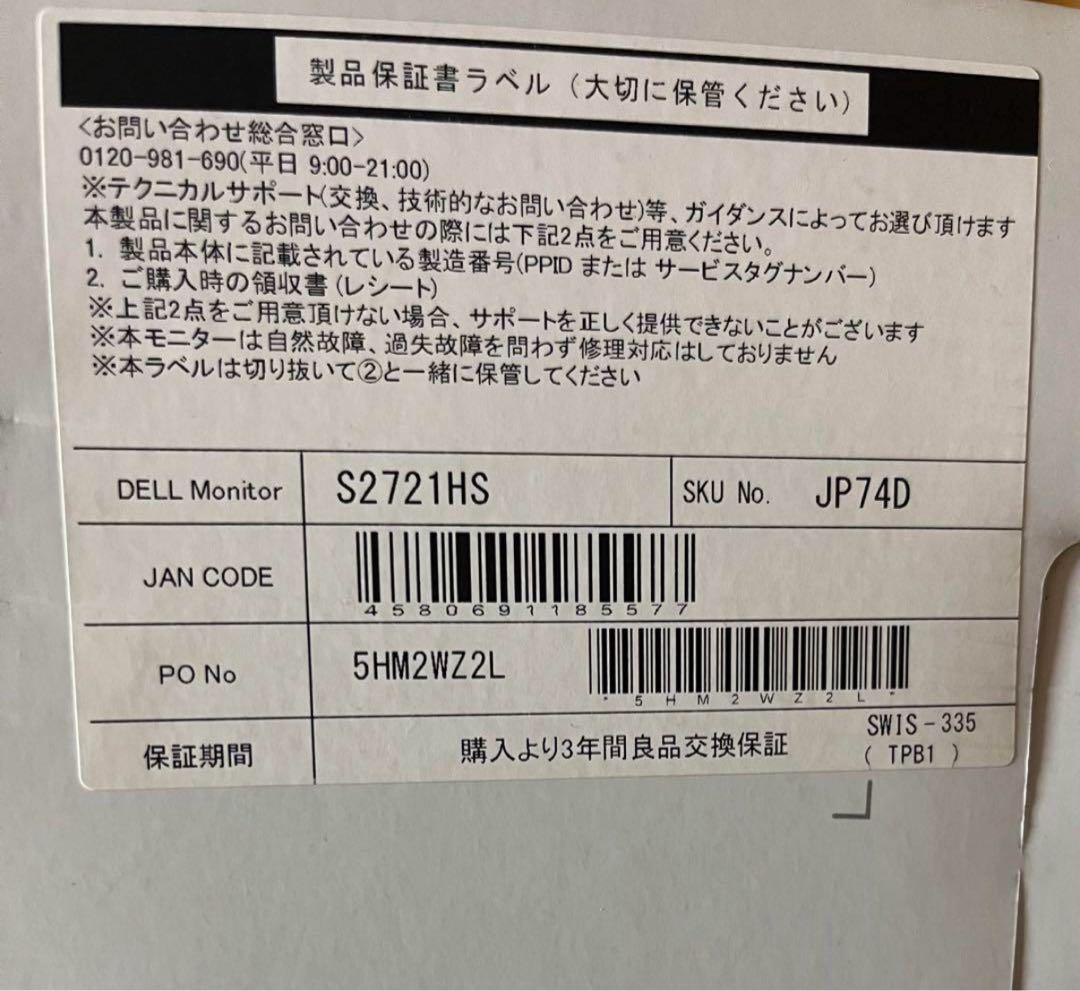 製品保証書ラベル（大切に保管ください）
<お問い合わせ総合窓口>
0120-981-690(平日 9:00-21:00)
※テクニカルサポート(交換、技術的なお問い合わせ)等、ガイダンスによってお選び頂けます
本製品に関するお問い合わせの際には下記2点をご用意ください。
1. 製品本体に記載されている製造番号(PPID または サービスタグナンバー)
2. ご購入時の領収書 (レシート)
※上記2点をご用意頂けない場合、サポートを正しく提供できないことがございます
※本モニターは自然故障、過失故障を問わず修理対応はしておりません
※本ラベルは切り抜いて②と一緒に保管してください
DELL Monitor S2721HS SKU No. JP74D
JAN CODE
4580691185577
PO No 5HM2WZ2L
* 5 H M 2 W Z 2 L *
保証期間 購入より3年間良品交換保証
SWIS-335
( TPB1 )